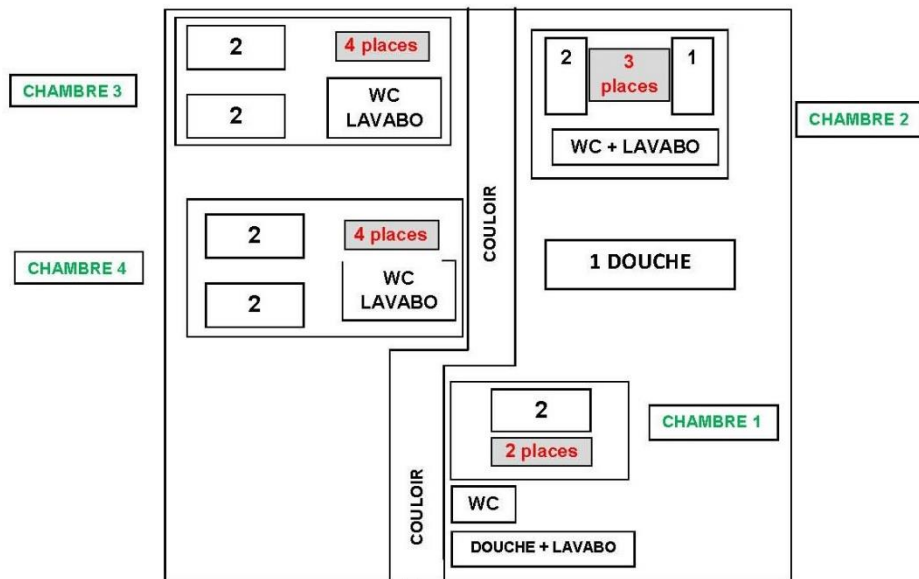 CHAMBRE 3
2
4 places
2
WC
LAVABO
2
3
places
1
WC + LAVABO
CHAMBRE 2
COULOIR
CHAMBRE 4
2
4 places
2
WC
LAVABO
1 DOUCHE
2
2 places
CHAMBRE 1
COULOIR
WC
DOUCHE + LAVABO